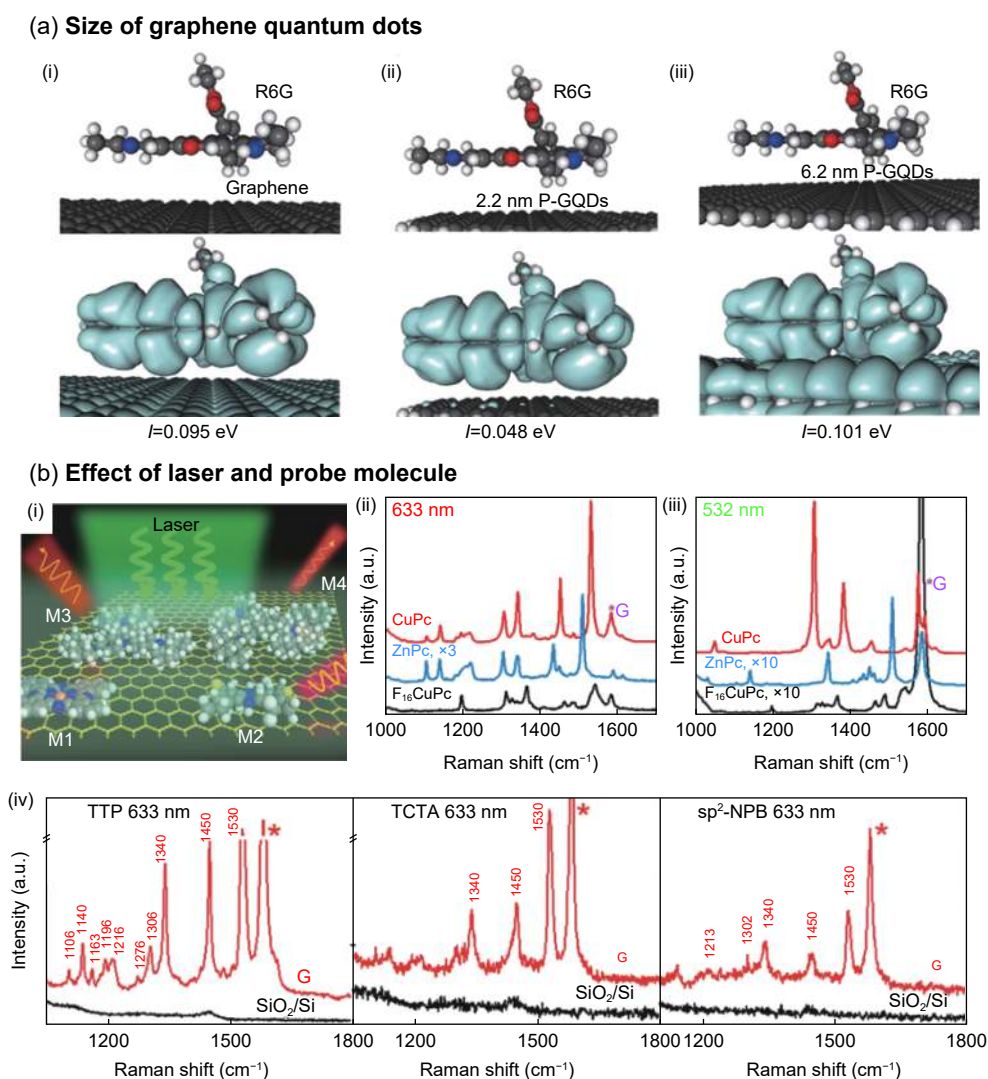 (a) Size of graphene quantum dots
(i)
R6G
Graphene
I=0.095 eV
(ii)
R6G
2.2 nm P-GQDs
I=0.048 eV
(iii)
R6G
6.2 nm P-GQDs
I=0.101 eV
(b) Effect of laser and probe molecule
(i)
Laser
M4
M3
M1
M2
(ii)
633 nm
*G
CuPc
ZnPc, ×3
F₁₆CuPc
Intensity (a.u.)
1000 1200 1400 1600
Raman shift (cm⁻¹)
(iii)
532 nm
*G
CuPc
ZnPc, ×10
F₁₆CuPc, ×10
Intensity (a.u.)
1000 1200 1400 1600
Raman shift (cm⁻¹)
(iv)
Intensity (a.u.)
TTP 633 nm
1106
1140
1163
1196
1216
1276
1306
1340
1450
1530
*
G
SiO₂/Si
1200 1500 1800
Raman shift (cm⁻¹)
TCTA 633 nm
1340
1450
1530
*
G
SiO₂/Si
1200 1500 1800
Raman shift (cm⁻¹)
sp²-NPB 633 nm
1213
1302
1340
1450
1530
*
G
SiO₂/Si
1200 1500 1800
Raman shift (cm⁻¹)